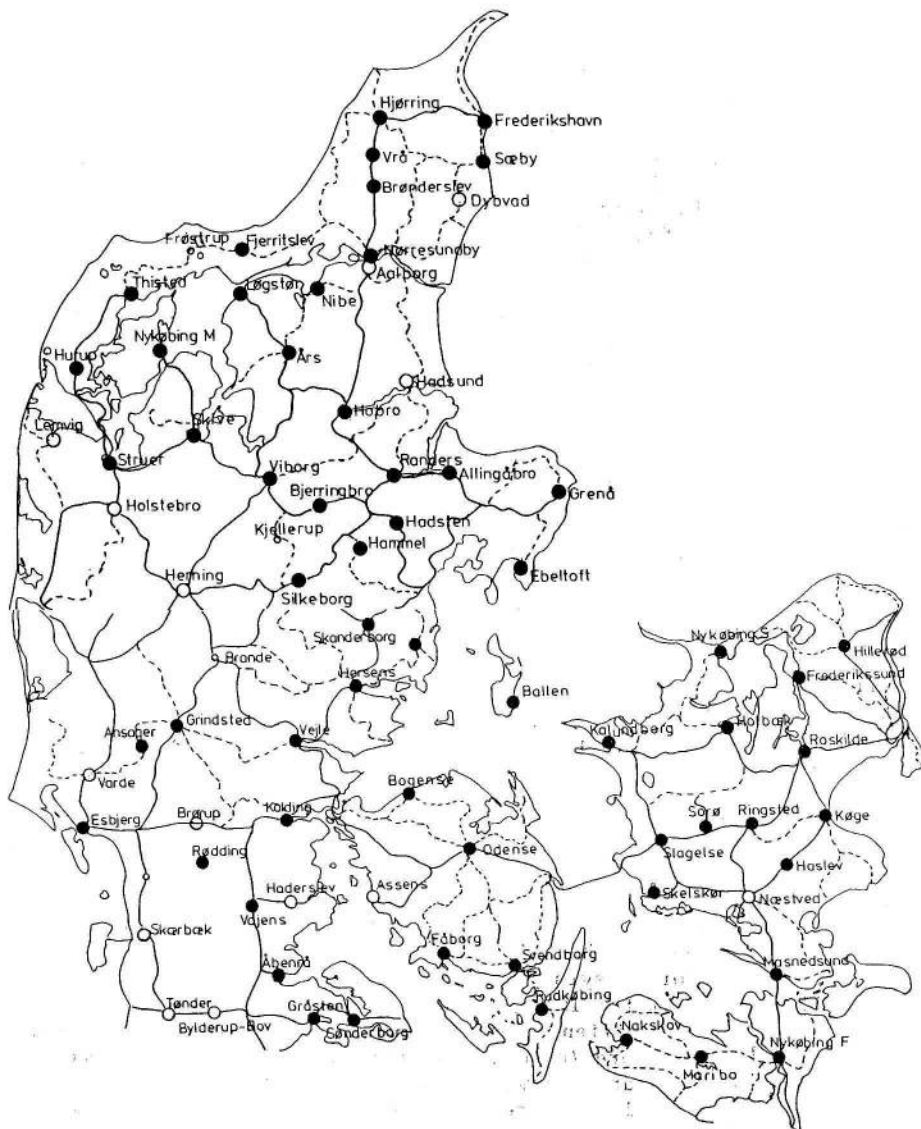 Hjørring
Frederikshavn
Vrå
Sæby
Brønderslev
Dybvad
Frøstrup
Fjerritslev
Nørresundby
Aalborg
Thisted
Løgstør
Nibe
Nykøbing M
Års
Hurup
Hadsund
Lemvig
Skive
Hobro
Struer
Viborg
Randers
Allingåbro
Bjerringbro
Grenå
Holstebro
Kjellerup
Hadsten
Hammel
Ebeltoft
Herning
Silkeborg
Skanderborg
Nykøbing S
Hillerød
Brande
Horsens
Frederikssund
Ballen
Grindsted
Ansager
Vejle
Kalundborg
Holbæk
Roskilde
Varde
Bogense
Esbjerg
Brørup
Kolding
Sorø
Ringsted
Køge
Odense
Rødding
Slagelse
Haslev
Haderslev
Assens
Skelskør
Næstved
Vojens
Skærbæk
Fåborg
Svendborg
Åbenrå
Masnedsund
Tønder
Gråsten
Rudkøbing
Bylderup-Bov
Sønderborg
Nakskov
Nykøbing F
Maribo